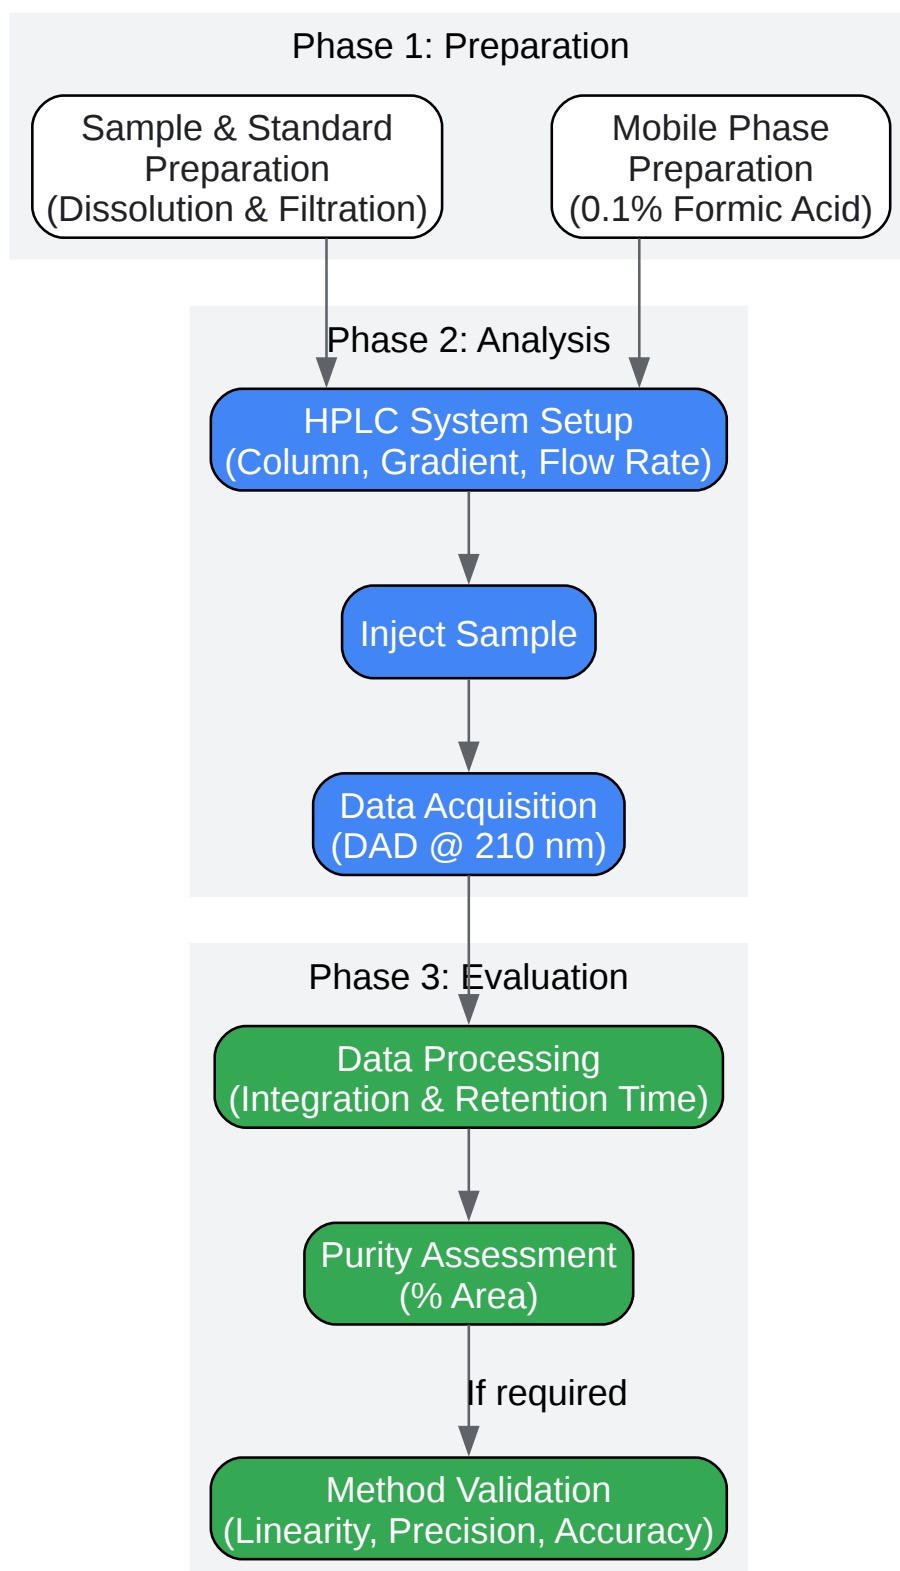 Phase 1: Preparation
Sample & Standard
Preparation
(Dissolution & Filtration)
Mobile Phase
Preparation
(0.1% Formic Acid)
Phase 2: Analysis
HPLC System Setup
(Column, Gradient, Flow Rate)
Inject Sample
Data Acquisition
(DAD @ 210 nm)
Phase 3: Evaluation
Data Processing
(Integration & Retention Time)
Purity Assessment
(% Area)
If required
Method Validation
(Linearity, Precision, Accuracy)